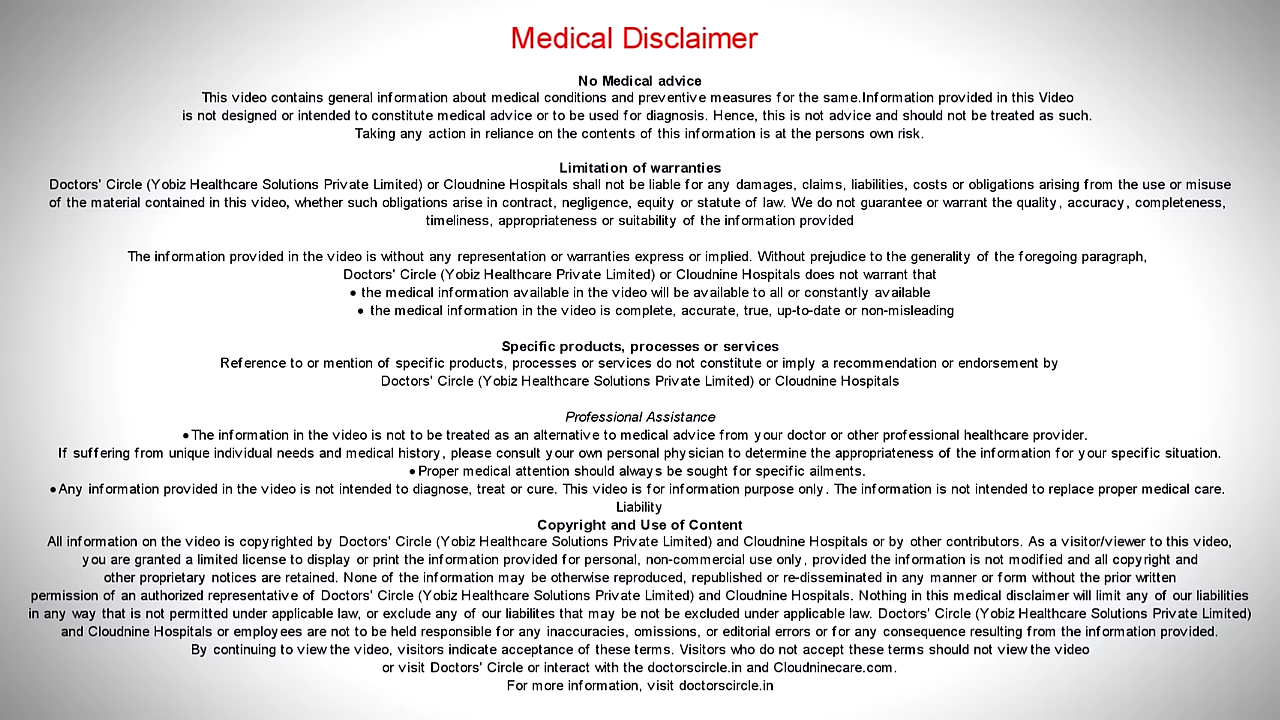 Medical Disclaimer
No Medical advice
This video contains general information about medical conditions and preventive measures for the same.Information provided in this Video
is not designed or intended to constitute medical advice or to be used for diagnosis. Hence, this is not advice and should not be treated as such.
Taking any action in reliance on the contents of this information is at the persons own risk.
Limitation of warranties
Doctors' Circle (Yobiz Healthcare Solutions Private Limited) or Cloudnine Hospitals shall not be liable for any damages, claims, liabilities, costs or obligations arising from the use or misuse
of the material contained in this video, whether such obligations arise in contract, negligence, equity or statute of law. We do not guarantee or warrant the quality, accuracy, completeness,
timeliness, appropriateness or suitability of the information provided
The information provided in the video is without any representation or warranties express or implied. Without prejudice to the generality of the foregoing paragraph,
Doctors' Circle (Yobiz Healthcare Private Limited) or Cloudnine Hospitals does not warrant that
• the medical information available in the video will be available to all or constantly available
• the medical information in the video is complete, accurate, true, up-to-date or non-misleading
Specific products, processes or services
Reference to or mention of specific products, processes or services do not constitute or imply a recommendation or endorsement by
Doctors' Circle (Yobiz Healthcare Solutions Private Limited) or Cloudnine Hospitals
Professional Assistance
•The information in the video is not to be treated as an alternative to medical advice from your doctor or other professional healthcare provider.
If suffering from unique individual needs and medical history, please consult your own personal physician to determine the appropriateness of the information for your specific situation.
•Proper medical attention should always be sought for specific ailments.
•Any information provided in the video is not intended to diagnose, treat or cure. This video is for information purpose only. The information is not intended to replace proper medical care.
Liability
Copyright and Use of Content
All information on the video is copyrighted by Doctors' Circle (Yobiz Healthcare Solutions Private Limited) and Cloudnine Hospitals or by other contributors. As a visitor/viewer to this video,
you are granted a limited license to display or print the information provided for personal, non-commercial use only, provided the information is not modified and all copyright and
other proprietary notices are retained. None of the information may be otherwise reproduced, republished or re-disseminated in any manner or form without the prior written
permission of an authorized representative of Doctors' Circle (Yobiz Healthcare Solutions Private Limited) and Cloudnine Hospitals. Nothing in this medical disclaimer will limit any of our liabilities
in any way that is not permitted under applicable law, or exclude any of our liabilites that may be not be excluded under applicable law. Doctors' Circle (Yobiz Healthcare Solutions Private Limited)
and Cloudnine Hospitals or employees are not to be held responsible for any inaccuracies, omissions, or editorial errors or for any consequence resulting from the information provided.
By continuing to view the video, visitors indicate acceptance of these terms. Visitors who do not accept these terms should not view the video
or visit Doctors' Circle or interact with the doctorscircle.in and Cloudninecare.com.
For more information, visit doctorscircle.in